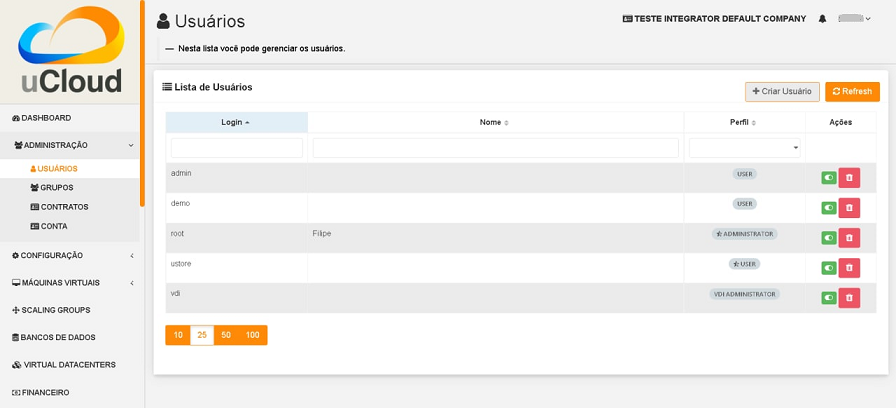 uCloud
Usuários
TESTE INTEGRATOR DEFAULT COMPANY
— Nesta lista você pode gerenciar os usuários.
DASHBOARD
ADMINISTRAÇÃO
USUÁRIOS
GRUPOS
CONTRATOS
CONTA
CONFIGURAÇÃO
MÁQUINAS VIRTUAIS
SCALING GROUPS
BANCOS DE DADOS
VIRTUAL DATACENTERS
FINANCEIRO
Lista de Usuários
+ Criar Usuário
Refresh
Login Nome Perfil Ações
admin USER
demo USER
root Filipe ADMINISTRATOR
ustore USER
vdi VDI ADMINISTRATOR
10 25 50 100